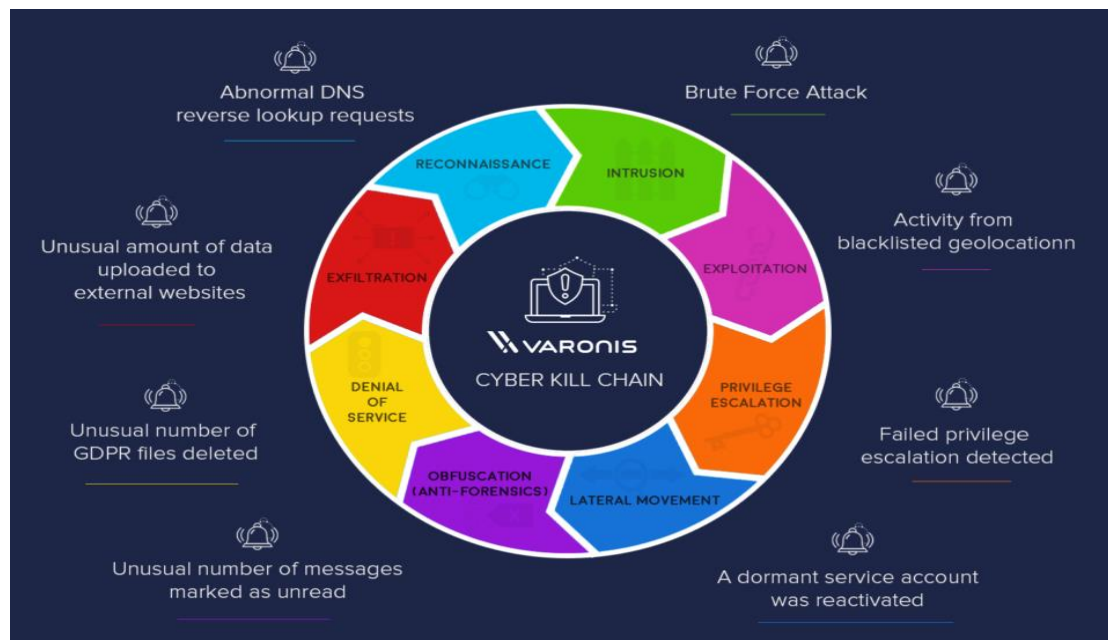 Abnormal DNS
reverse lookup requests
Brute Force Attack
RECONNAISSANCE
INTRUSION
Activity from
blacklisted geolocationn
Unusual amount of data
uploaded to
external websites
EXFILTRATION
EXPLOITATION
VARONIS
CYBER KILL CHAIN
DENIAL
OF
SERVICE
PRIVILEGE
ESCALATION
Unusual number of
GDPR files deleted
Failed privilege
escalation detected
OBFUSCATION
(ANTI-FORENSICS)
LATERAL MOVEMENT
Unusual number of messages
marked as unread
A dormant service account
was reactivated